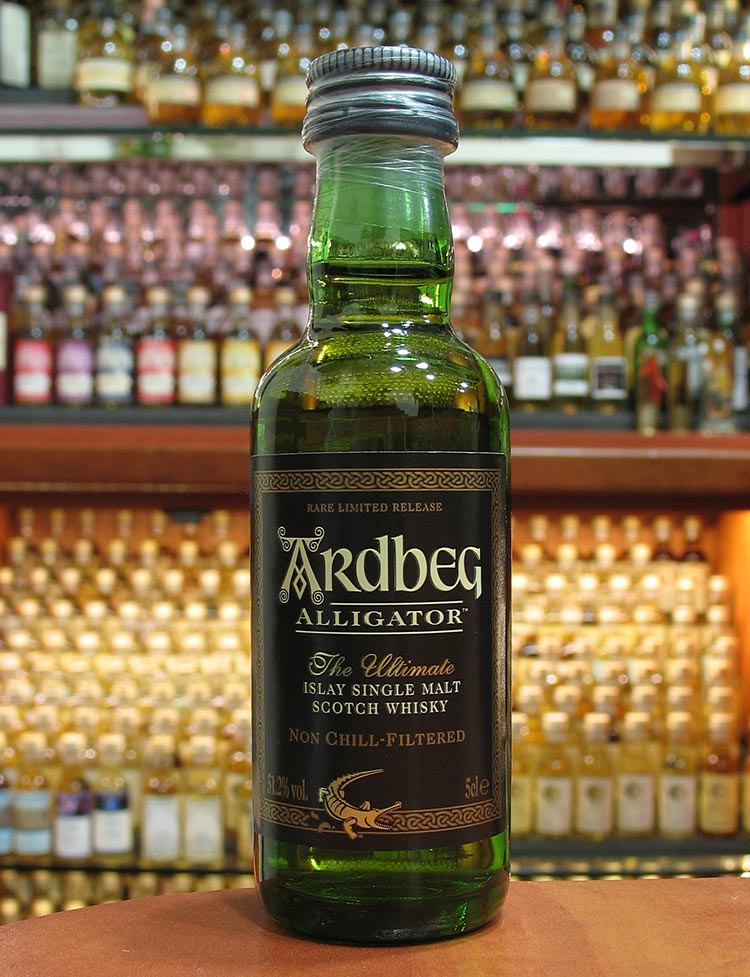 RARE LIMITED RELEASE
ARDBEG
ALLIGATOR™
The Ultimate
ISLAY SINGLE MALT
SCOTCH WHISKY
NON CHILL-FILTERED
51.2% vol. 5cl e